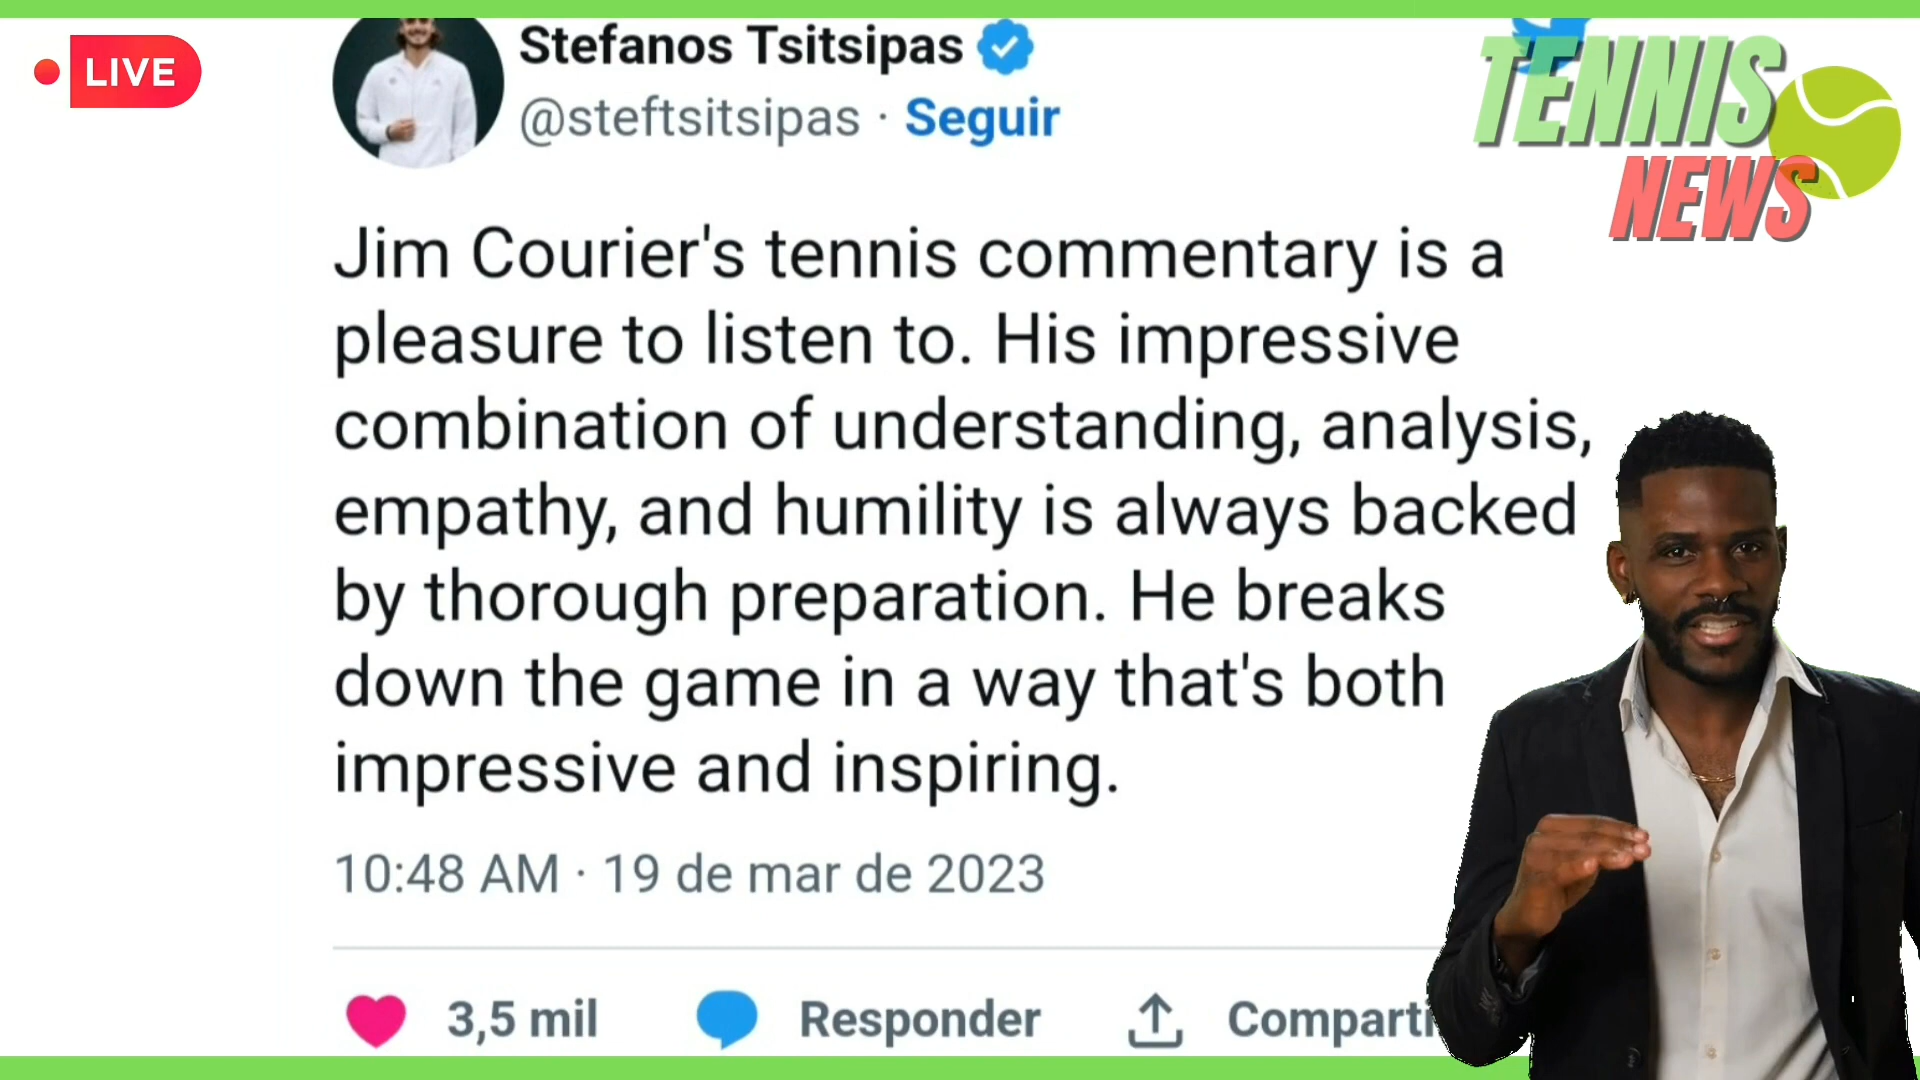 LIVE
Stefanos Tsitsipas
@steftsitsipas · Seguir
TENNIS
NEWS
Jim Courier's tennis commentary is a
pleasure to listen to. His impressive
combination of understanding, analysis,
empathy, and humility is always backed
by thorough preparation. He breaks
down the game in a way that's both
impressive and inspiring.
10:48 AM · 19 de mar de 2023
3,5 mil
Responder
Comparti